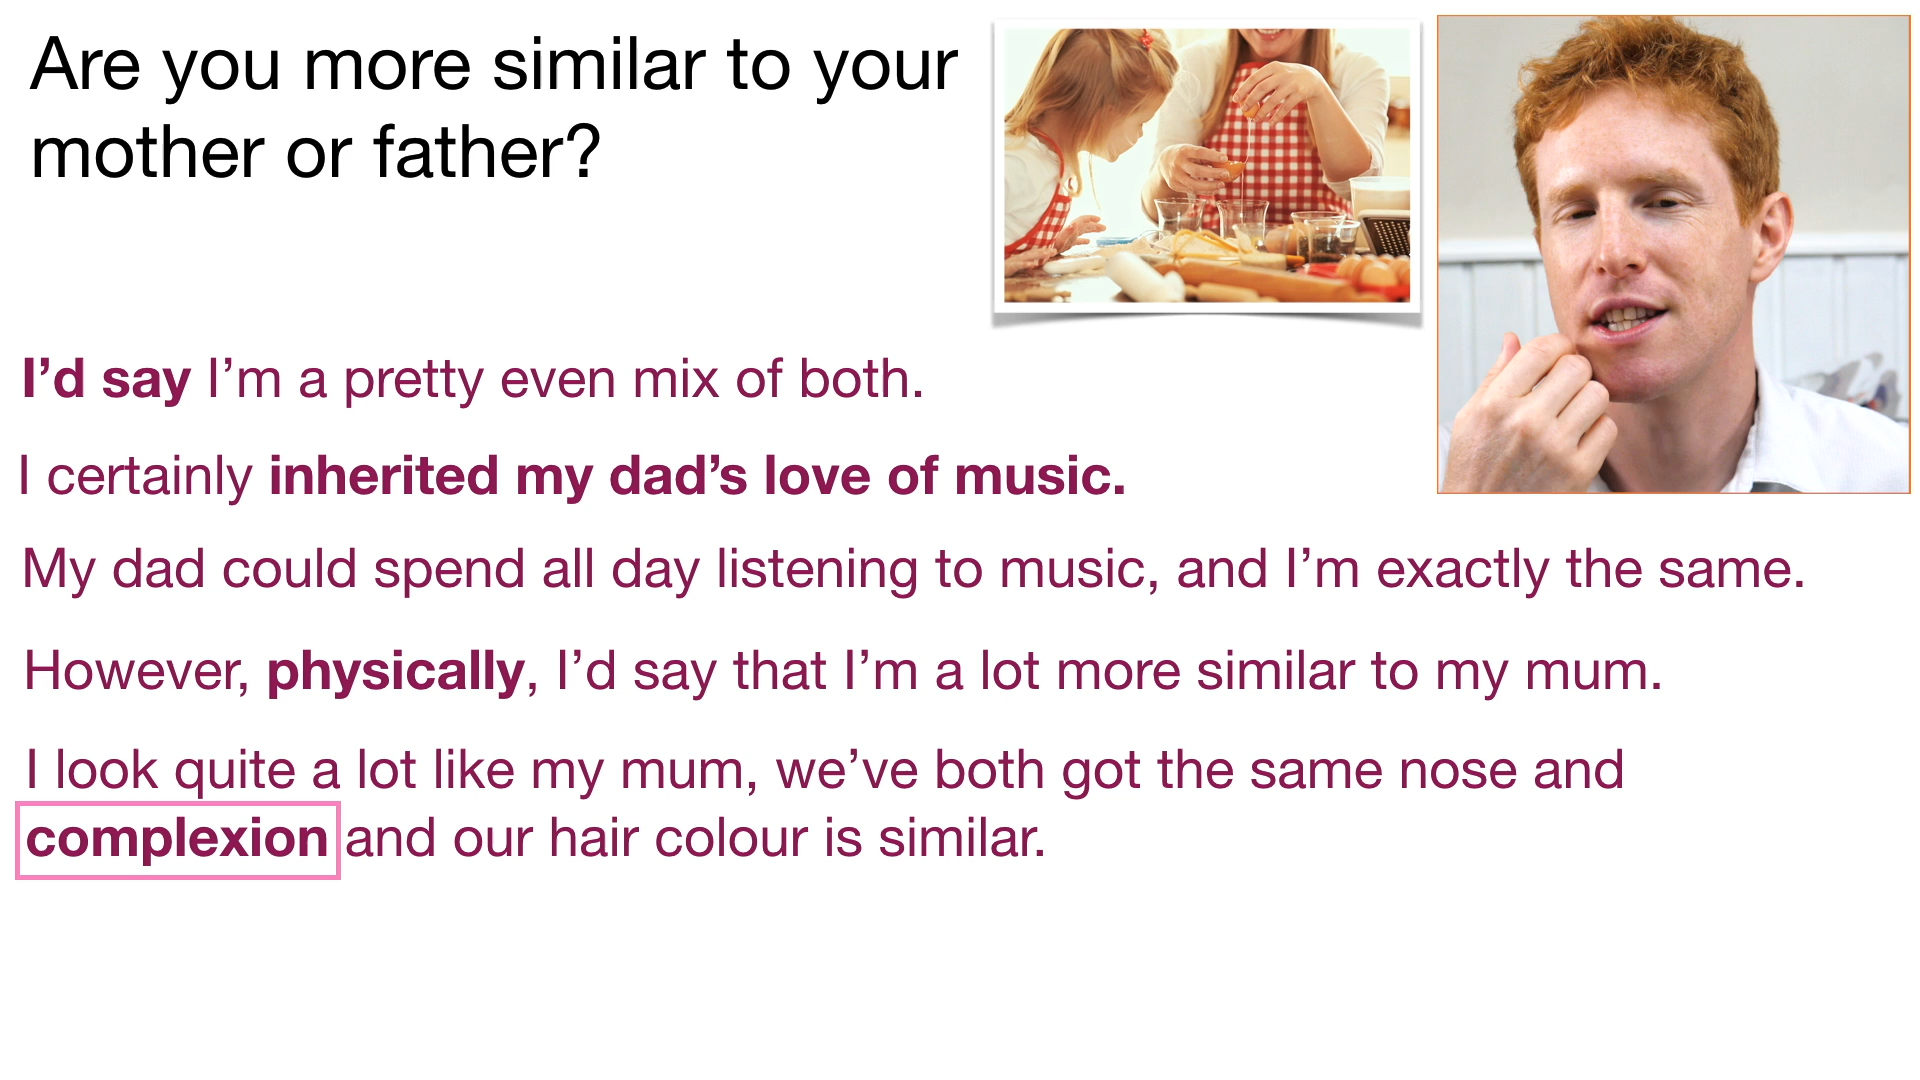 Are you more similar to your
mother or father?
I’d say I’m a pretty even mix of both.
I certainly inherited my dad’s love of music.
My dad could spend all day listening to music, and I’m exactly the same.
However, physically, I’d say that I’m a lot more similar to my mum.
I look quite a lot like my mum, we’ve both got the same nose and
complexion and our hair colour is similar.